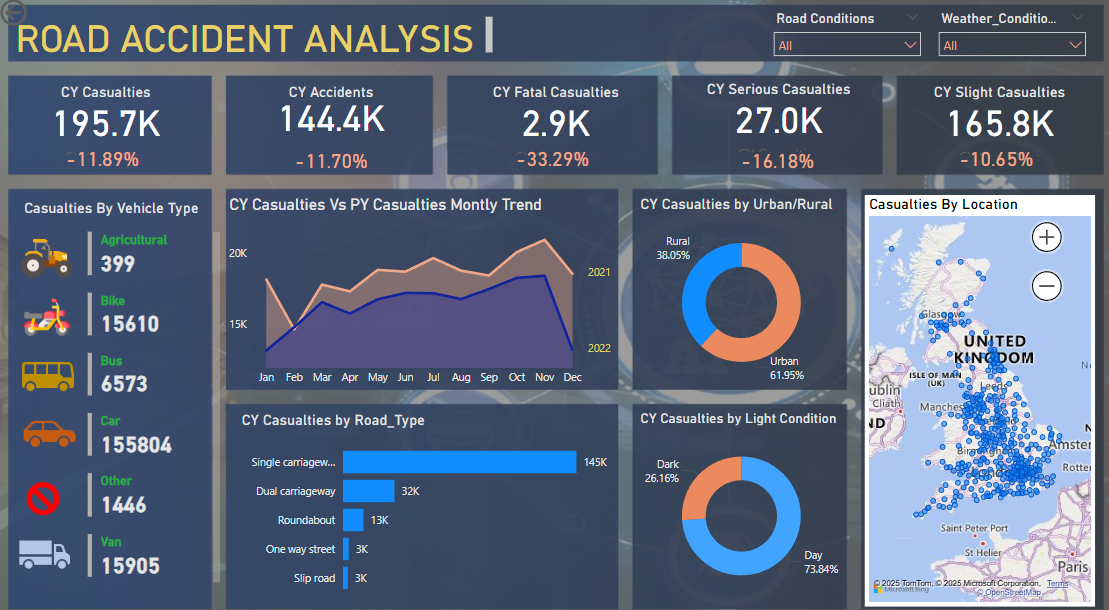 ROAD ACCIDENT ANALYSIS
Road Conditions
All
Weather_Conditio...
All
CY Casualties
195.7K
-11.89%
CY Accidents
144.4K
-11.70%
CY Fatal Casualties
2.9K
-33.29%
CY Serious Casualties
27.0K
-16.18%
CY Slight Casualties
165.8K
-10.65%
Casualties By Vehicle Type
Agricultural
399
Bike
15610
Bus
6573
Car
155804
Other
1446
Van
15905
CY Casualties Vs PY Casualties Montly Trend
20K
15K
2021
2022
Jan Feb Mar Apr May Jun Jul Aug Sep Oct Nov Dec
CY Casualties by Road_Type
Single carriagew... 145K
Dual carriageway 32K
Roundabout 13K
One way street 3K
Slip road 3K
CY Casualties by Urban/Rural
Rural
38.05%
Urban
61.95%
CY Casualties by Light Condition
Dark
26.16%
Day
73.84%
Casualties By Location
Glasgow
UNITED
KINGDOM
ISLE OF MAN
(UK)
Leeds
ublin
Cliath
Manches
ND
Birmingham
Amster
Rotter
Saint Peter Port
St Helier
Paris
© 2025 TomTom, © 2025 Microsoft Corporation, Terms
© OpenStreetMap
Microsoft Bing